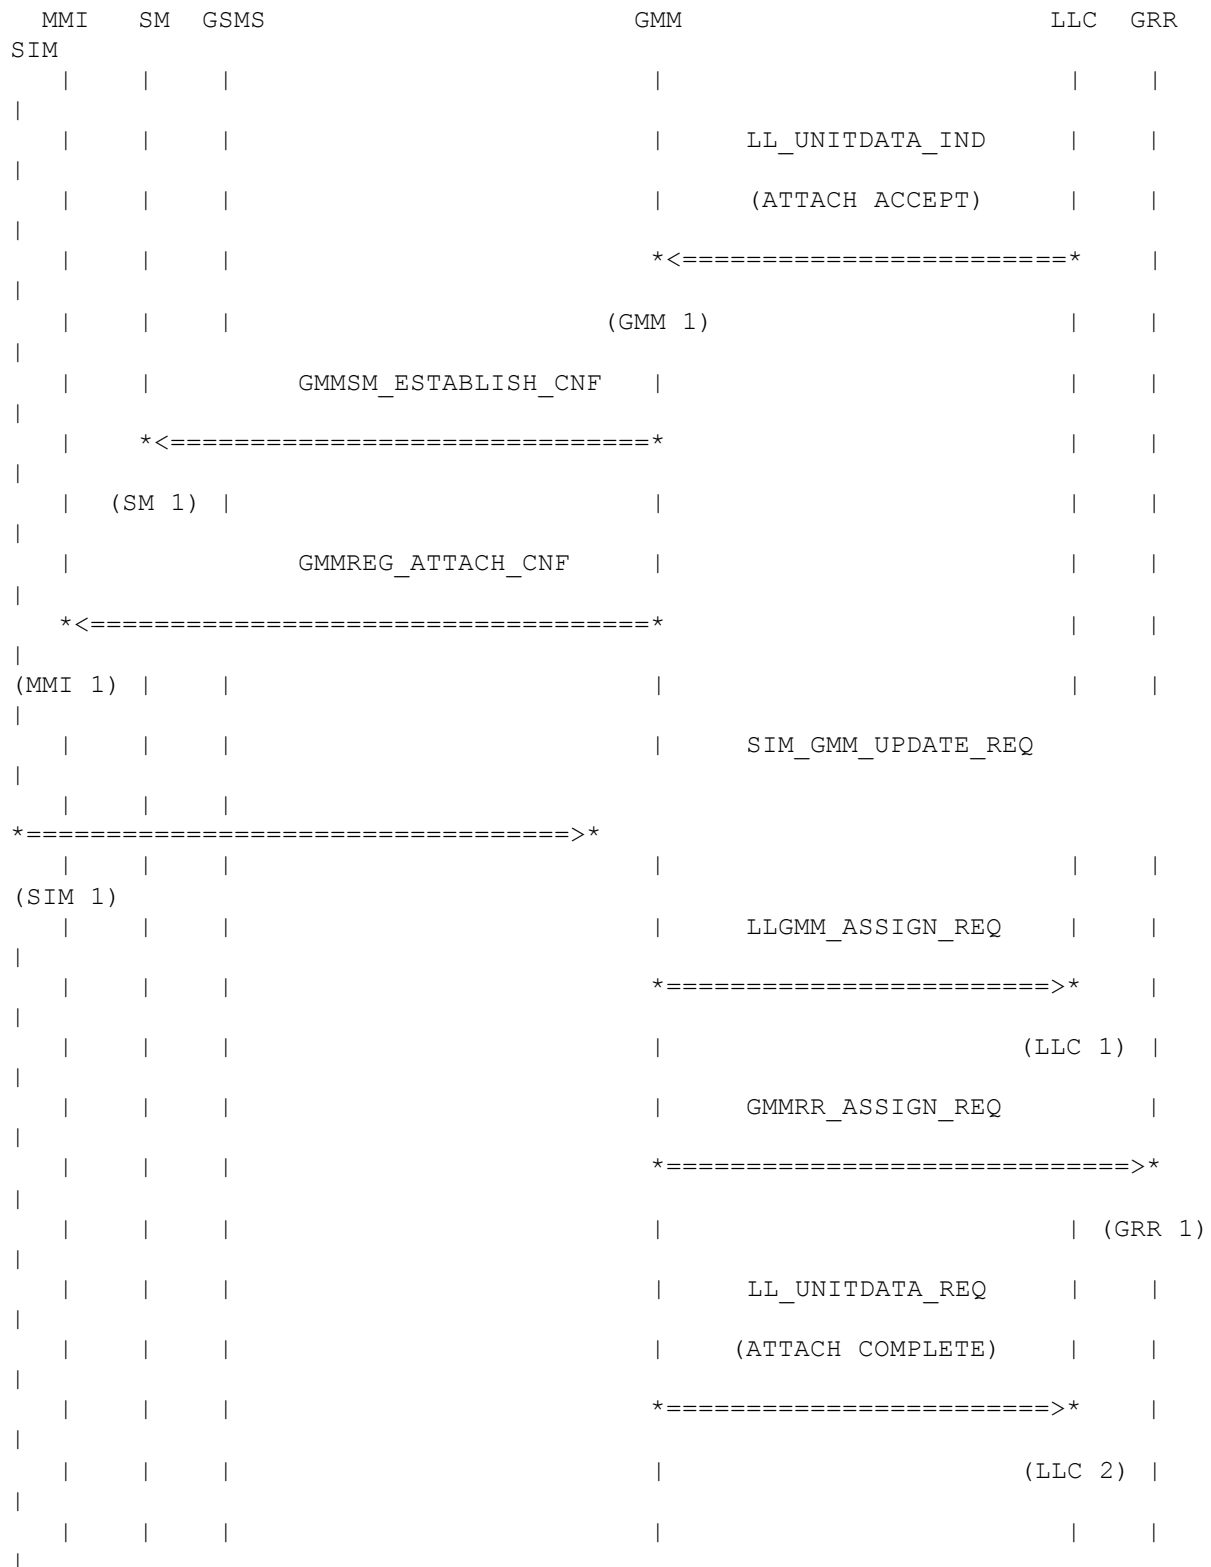 MMI SM GSMS GMM LLC GRR
SIM
| | | | | |
|
| | | | LL_UNITDATA_IND | |
|
| | | | (ATTACH ACCEPT) | |
|
| | | *<========================* |
|
| | | (GMM 1) | |
|
| | GMMSM_ESTABLISH_CNF | | |
|
| *<==============================* | |
|
| (SM 1) | | | |
|
| GMMREG_ATTACH_CNF | | |
|
*<===================================* | |
|
(MMI 1) | | | | |
|
| | | | SIM_GMM_UPDATE_REQ
|
| | |
*==================================>*
| | | | | |
(SIM 1)
| | | | LLGMM_ASSIGN_REQ | |
|
| | | *========================>* |
|
| | | | (LLC 1) |
|
| | | | GMMRR_ASSIGN_REQ |
|
| | | *=============================>*
|
| | | | | (GRR 1)
|
| | | | LL_UNITDATA_REQ | |
|
| | | | (ATTACH COMPLETE) | |
|
| | | *========================>* |
|
| | | | (LLC 2) |
|
| | | | | |
|